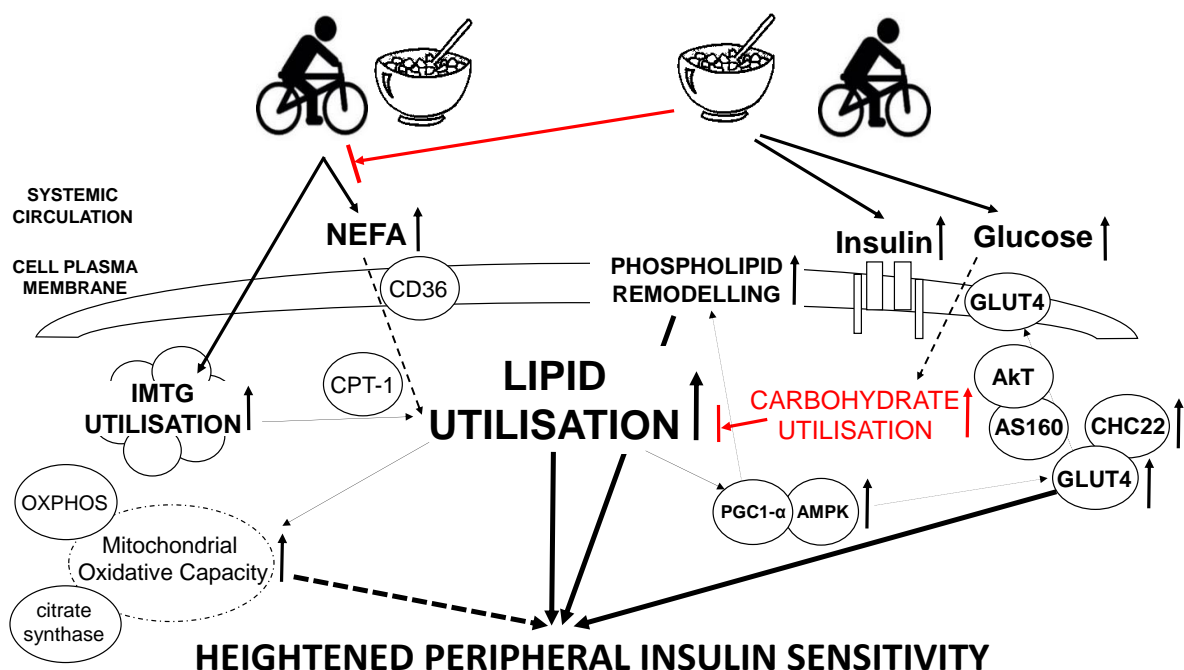 SYSTEMIC
CIRCULATION
NEFA
Insulin
Glucose
CELL PLASMA
MEMBRANE
CD36
PHOSPHOLIPID
REMODELLING
GLUT4
IMTG
UTILISATION
CPT-1
LIPID
UTILISATION
CARBOHYDRATE
UTILISATION
AkT
AS160
CHC22
GLUT4
OXPHOS
PGC1-α
AMPK
Mitochondrial
Oxidative Capacity
citrate
synthase
HEIGHTENED PERIPHERAL INSULIN SENSITIVITY